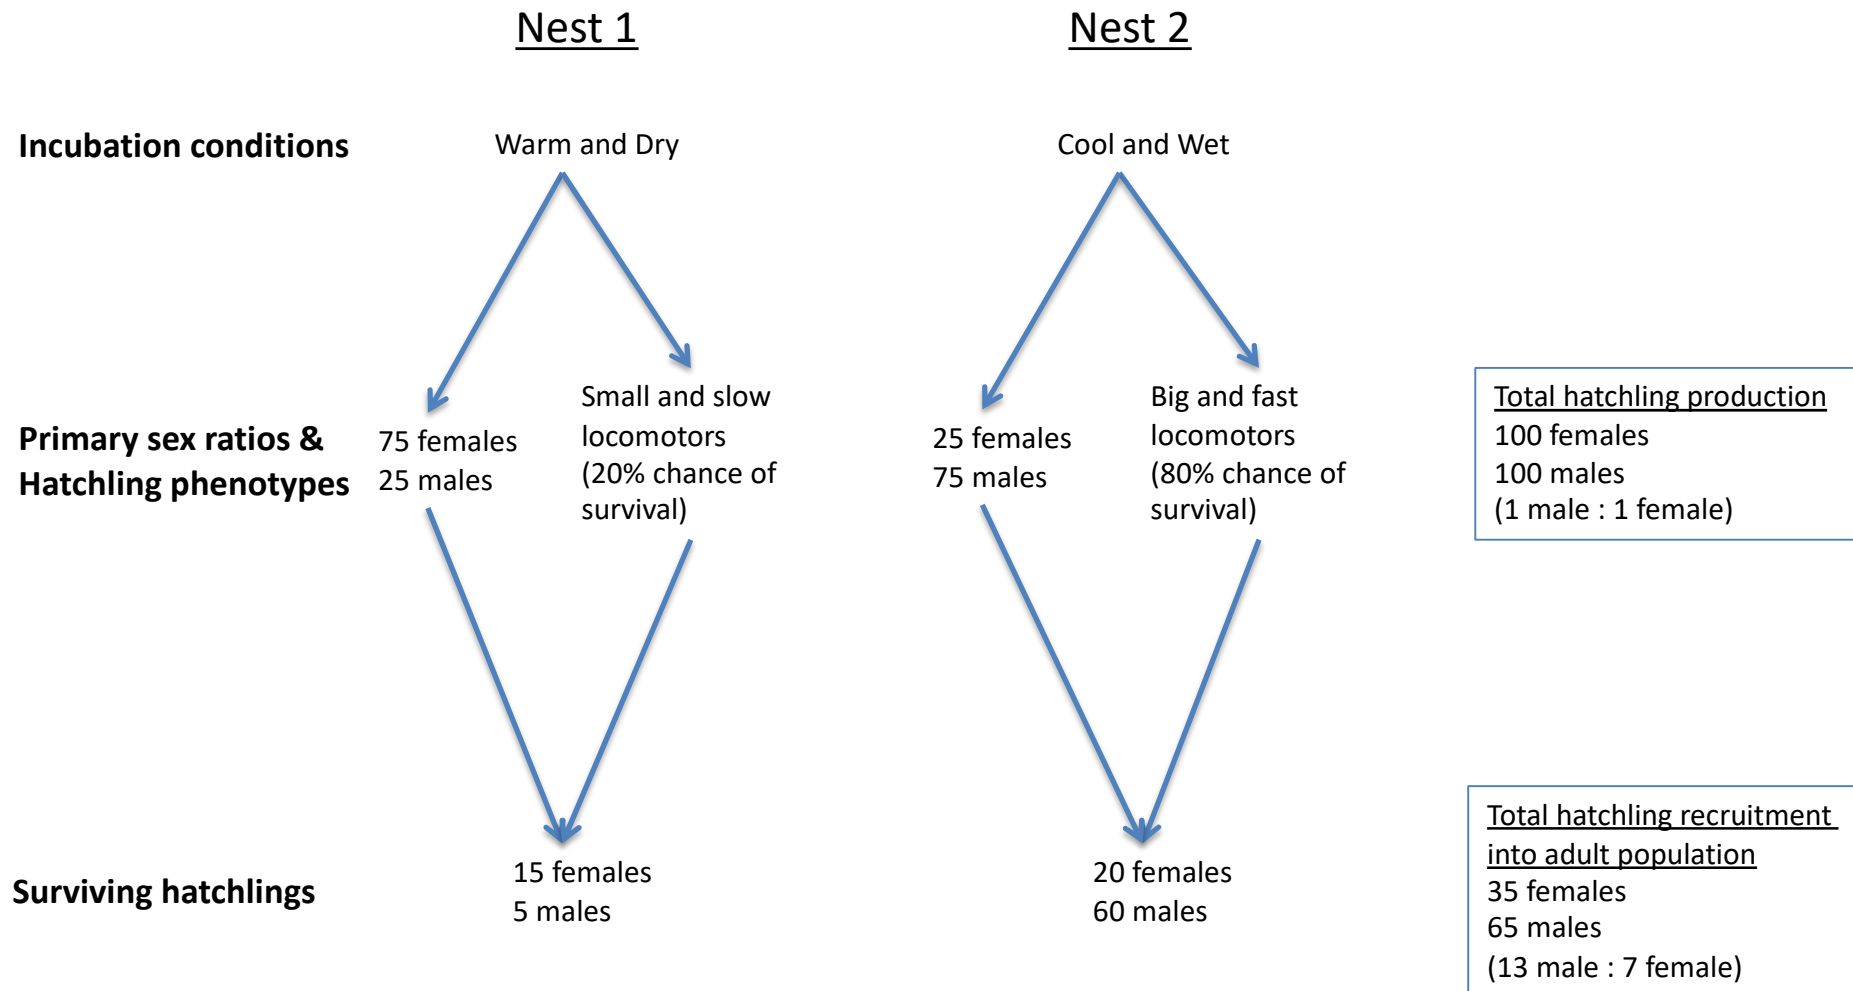 Nest 1
Nest 2
Incubation conditions
Warm and Dry
Cool and Wet
Primary sex ratios &
Hatchling phenotypes
75 females
25 males
Small and slow
locomotors
(20% chance of
survival)
25 females
75 males
Big and fast
locomotors
(80% chance of
survival)
Total hatchling production
100 females
100 males
(1 male : 1 female)
Surviving hatchlings
15 females
5 males
20 females
60 males
Total hatchling recruitment
into adult population
35 females
65 males
(13 male : 7 female)